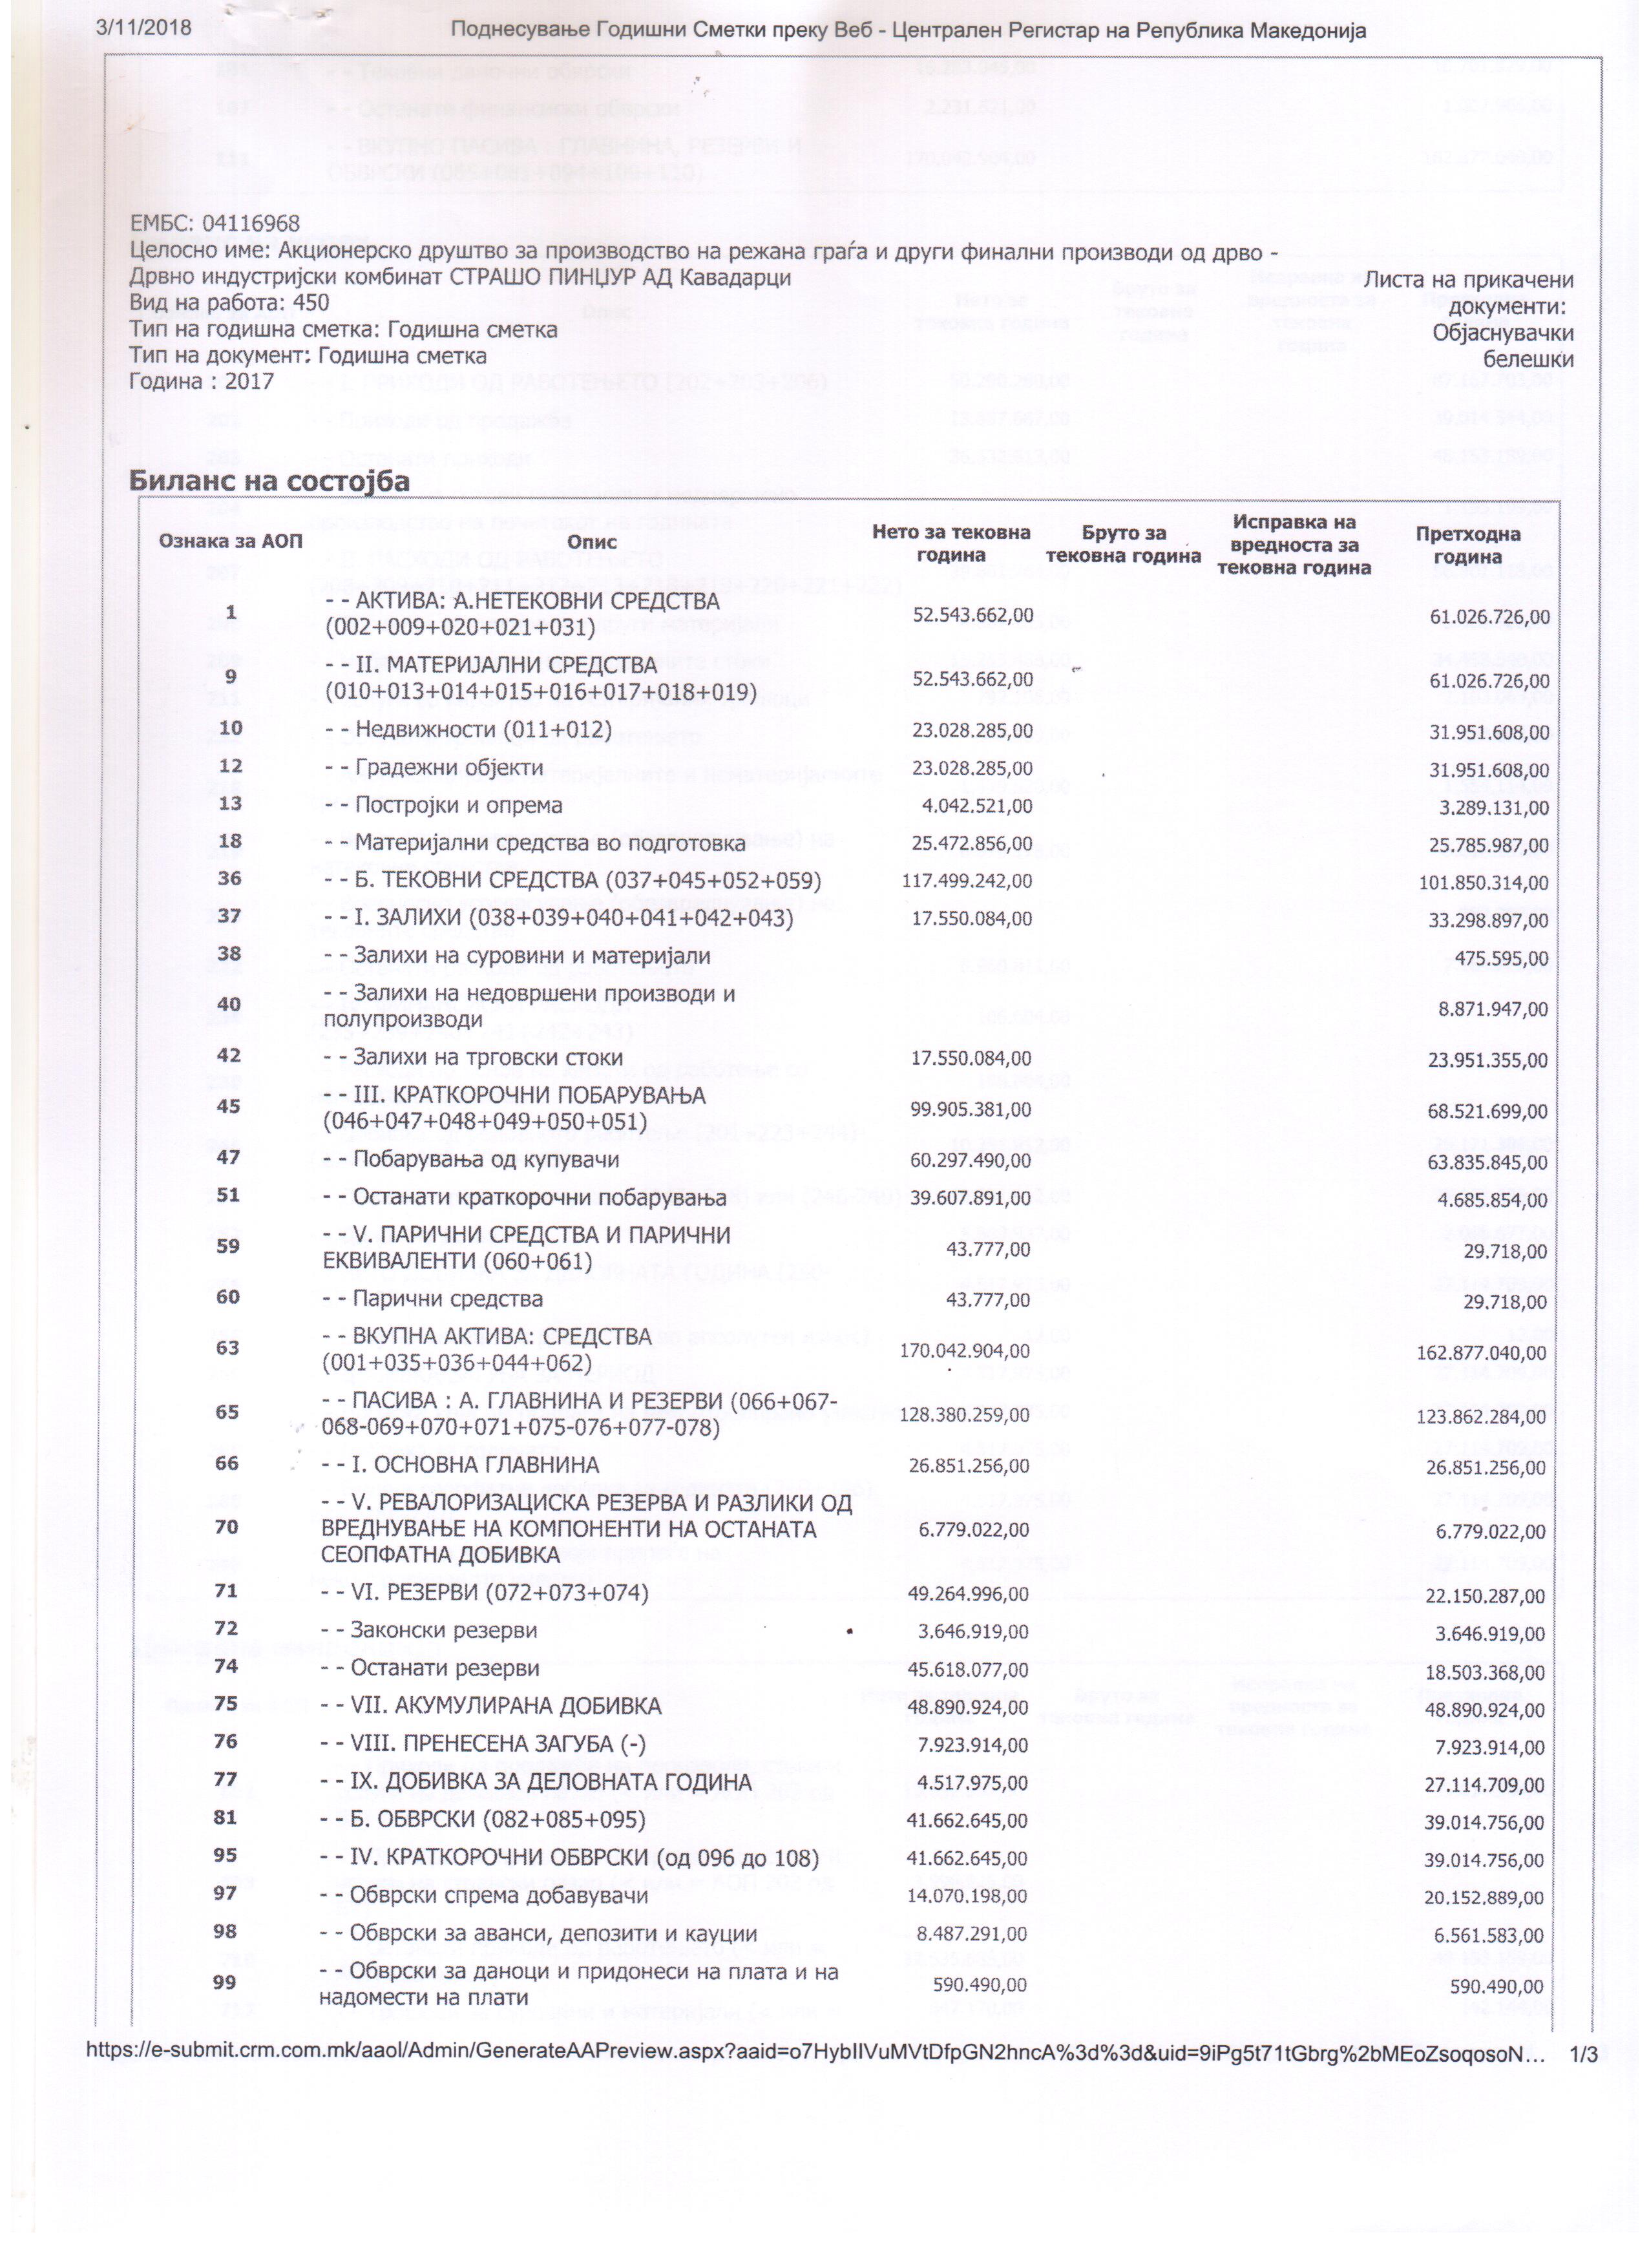 3/11/2018 Поднесување Годишни Сметки преку Веб - Централен Регистар на Република Македонија
ЕМБС: 04116968
Целосно име: Акционерско друштво за производство на режана граѓа и други финални производи од дрво -
Дрвно индустријски комбинат СТРАШО ПИНЏУР АД Кавадарци
Вид на работа: 450
Тип на годишна сметка: Годишна сметка
Тип на документ: Годишна сметка
Година : 2017
Листа на прикачени
документи:
Објаснувачки
белешки
Биланс на состојба
Ознака за АОП Опис Нето за тековна година Бруто за тековна година Исправка на вредноста за тековна година Претходна година
1 - - АКТИВА: А.НЕТЕКОВНИ СРЕДСТВА 52.543.662,00 61.026.726,00
(002+009+020+021+031)
9 - - II. МАТЕРИЈАЛНИ СРЕДСТВА 52.543.662,00 61.026.726,00
(010+013+014+015+016+017+018+019)
10 - - Недвижности (011+012) 23.028.285,00 31.951.608,00
12 - - Градежни објекти 23.028.285,00 31.951.608,00
13 - - Постројки и опрема 4.042.521,00 3.289.131,00
18 - - Материјални средства во подготовка 25.472.856,00 25.785.987,00
36 - - Б. ТЕКОВНИ СРЕДСТВА (037+045+052+059) 117.499.242,00 101.850.314,00
37 - - I. ЗАЛИХИ (038+039+040+041+042+043) 17.550.084,00 33.298.897,00
38 - - Залихи на суровини и материјали 475.595,00
40 - - Залихи на недовршени производи и 8.871.947,00
полупроизводи
42 - - Залихи на трговски стоки 17.550.084,00 23.951.355,00
45 - - III. КРАТКОРОЧНИ ПОБАРУВАЊА 99.905.381,00 68.521.699,00
(046+047+048+049+050+051)
47 - - Побарувања од купувачи 60.297.490,00 63.835.845,00
51 - - Останати краткорочни побарувања 39.607.891,00 4.685.854,00
59 - - V. ПАРИЧНИ СРЕДСТВА И ПАРИЧНИ 43.777,00 29.718,00
ЕКВИВАЛЕНТИ (060+061)
60 - - Парични средства 43.777,00 29.718,00
63 - - ВКУПНА АКТИВА: СРЕДСТВА 170.042.904,00 162.877.040,00
(001+035+036+044+062)
65 - - ПАСИВА : А. ГЛАВНИНА И РЕЗЕРВИ (066+067- 128.380.259,00 123.862.284,00
068-069+070+071+075-076+077-078)
66 - - I. ОСНОВНА ГЛАВНИНА 26.851.256,00 26.851.256,00
- - V. РЕВАЛОРИЗАЦИСКА РЕЗЕРВА И РАЗЛИКИ ОД
70 ВРЕДНУВАЊЕ НА КОМПОНЕНТИ НА ОСТАНАТА 6.779.022,00 6.779.022,00
СЕОПФАТНА ДОБИВКА
71 - - VI. РЕЗЕРВИ (072+073+074) 49.264.996,00 22.150.287,00
72 - - Законски резерви 3.646.919,00 3.646.919,00
74 - - Останати резерви 45.618.077,00 18.503.368,00
75 - - VII. АКУМУЛИРАНА ДОБИВКА 48.890.924,00 48.890.924,00
76 - - VIII. ПРЕНЕСЕНА ЗАГУБА (-) 7.923.914,00 7.923.914,00
77 - - IX. ДОБИВКА ЗА ДЕЛОВНАТА ГОДИНА 4.517.975,00 27.114.709,00
81 - - Б. ОБВРСКИ (082+085+095) 41.662.645,00 39.014.756,00
95 - - IV. КРАТКОРОЧНИ ОБВРСКИ (од 096 до 108) 41.662.645,00 39.014.756,00
97 - - Обврски спрема добавувачи 14.070.198,00 20.152.889,00
98 - - Обврски за аванси, депозити и кауции 8.487.291,00 6.561.583,00
99 - - Обврски за даноци и придонеси на плата и на 590.490,00 590.490,00
надомести на плати
https://e-submit.crm.com.mk/aaol/Admin/GenerateAAPreview.aspx?aaid=o7HybIIVuMVtDfpGN2hncA%3d%3d&uid=9iPg5t71tGbrg%2bMEoZsoqosoN... 1/3